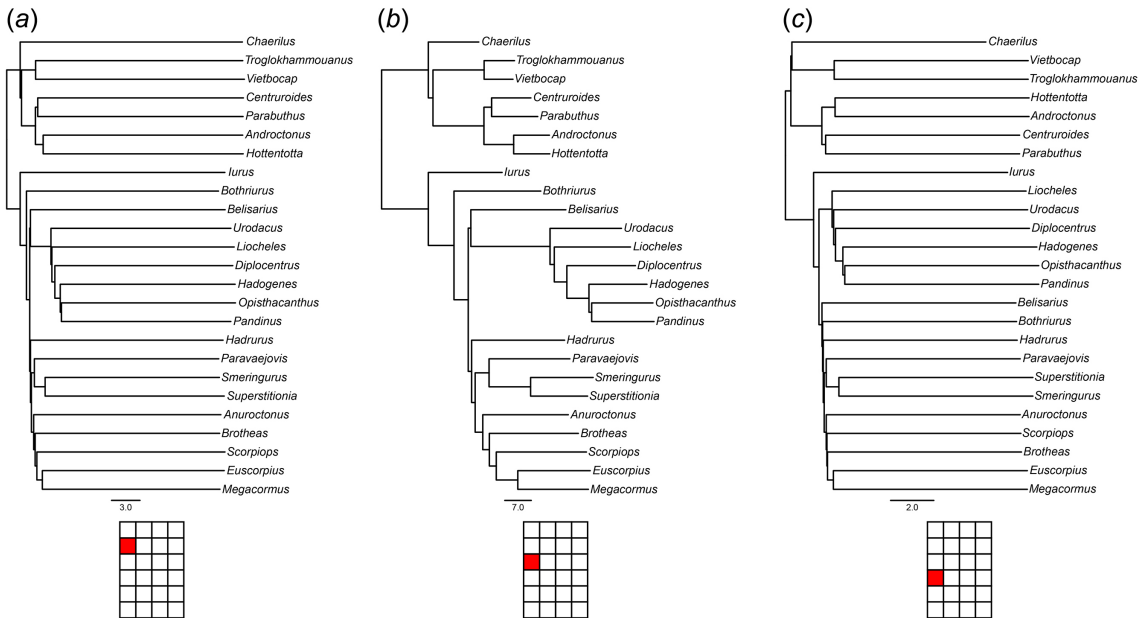 (a)
Chaerilus
Troglokhammouanus
Vietbocap
Centruroides
Parabuthus
Androctonus
Hottentotta
Iurus
Bothriurus
Belisarius
Urodacus
Liocheles
Diplocentrus
Hadogenes
Opisthacanthus
Pandinus
Hadrurus
Paravaejovis
Smeringurus
Superstitionia
Anuroctonus
Brotheas
Scorpiops
Euscorpius
Megacormus
3.0
(b)
Chaerilus
Troglokhammouanus
Vietbocap
Centruroides
Parabuthus
Androctonus
Hottentotta
Iurus
Bothriurus
Belisarius
Urodacus
Liocheles
Diplocentrus
Hadogenes
Opisthacanthus
Pandinus
Hadrurus
Paravaejovis
Smeringurus
Superstitionia
Anuroctonus
Brotheas
Scorpiops
Euscorpius
Megacormus
7.0
(c)
Chaerilus
Vietbocap
Troglokhammouanus
Hottentotta
Androctonus
Centruroides
Parabuthus
Iurus
Liocheles
Urodacus
Diplocentrus
Hadogenes
Opisthacanthus
Pandinus
Belisarius
Bothriurus
Hadrurus
Paravaejovis
Superstitionia
Smeringurus
Anuroctonus
Scorpiops
Brotheas
Euscorpius
Megacormus
2.0